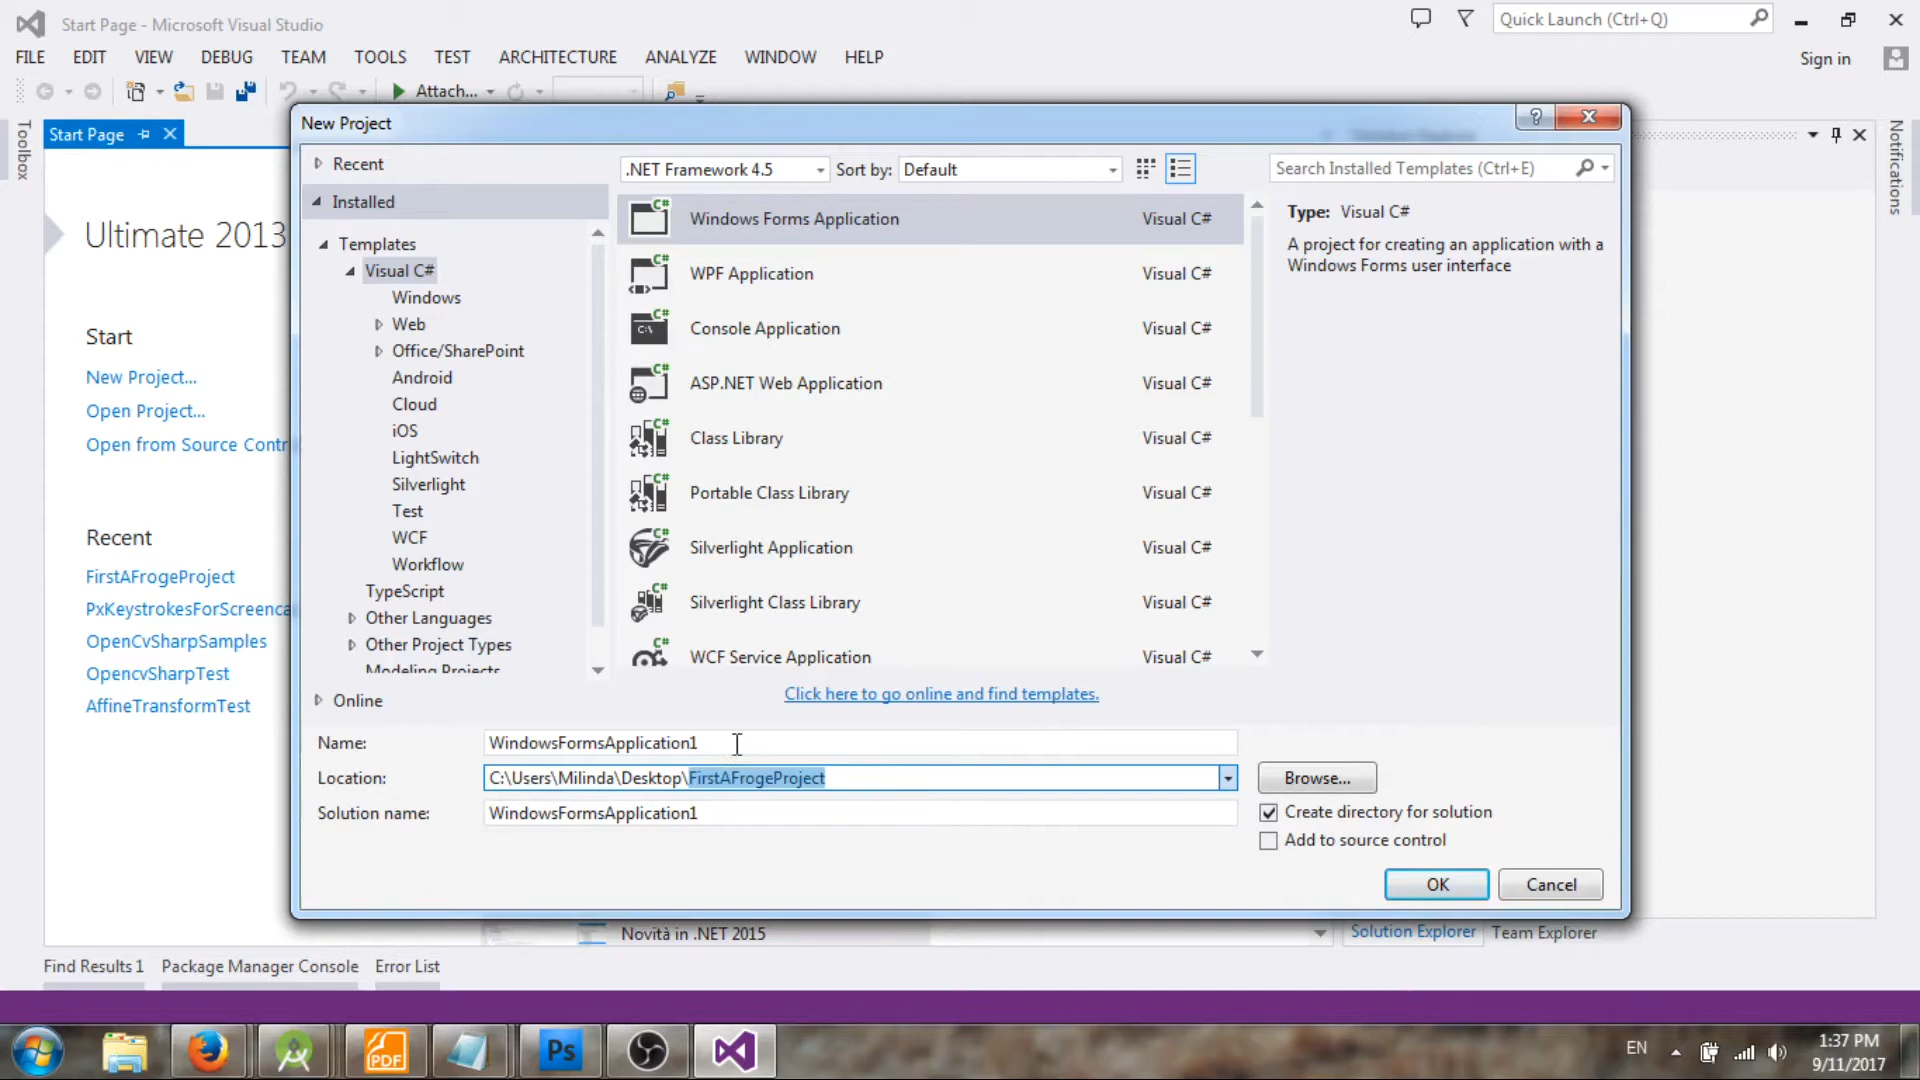 Start Page - Microsoft Visual Studio
Quick Launch (Ctrl+Q)
FILE EDIT VIEW DEBUG TEAM TOOLS TEST ARCHITECTURE ANALYZE WINDOW HELP
Sign in
Attach...
Toolbox
Start Page
Notifications
New Project
Recent
.NET Framework 4.5
Sort by: Default
Search Installed Templates (Ctrl+E)
Installed
Templates
Visual C#
Windows
Web
Office/SharePoint
Android
Cloud
iOS
LightSwitch
Silverlight
Test
WCF
Workflow
TypeScript
Other Languages
Other Project Types
Modeling Projects
Online
Windows Forms Application Visual C#
WPF Application Visual C#
Console Application Visual C#
ASP.NET Web Application Visual C#
Class Library Visual C#
Portable Class Library Visual C#
Silverlight Application Visual C#
Silverlight Class Library Visual C#
WCF Service Application Visual C#
Click here to go online and find templates.
Type: Visual C#
A project for creating an application with a
Windows Forms user interface
Name: WindowsFormsApplication1
Location: C:\Users\Milinda\Desktop\FirstAFrogeProject
Browse...
Solution name: WindowsFormsApplication1
Create directory for solution
Add to source control
OK Cancel
Ultimate 2013
Start
New Project...
Open Project...
Open from Source Contr
Recent
FirstAFrogeProject
PxKeystrokesForScreenca
OpenCvSharpSamples
OpencvSharpTest
AffineTransformTest
Novità in .NET 2015
Solution Explorer Team Explorer
Find Results 1 Package Manager Console Error List
PDF
Ps
EN
1:37 PM
9/11/2017